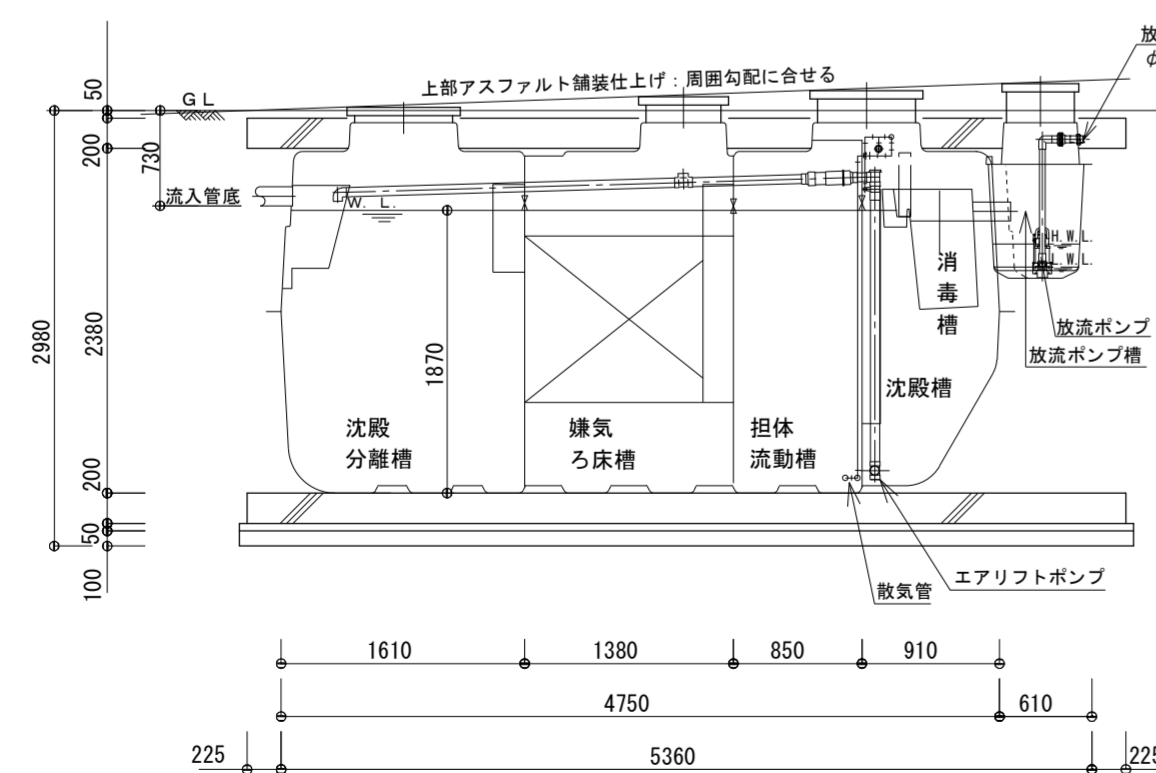 放
φ
上部アスファルト舗装仕上げ：周囲勾配に合せる
GL
50
200
730
流入管底
W. L.
H. W. L.
L. W. L.
消毒槽
2980
2380
1870
放流ポンプ
放流ポンプ槽
沈殿槽
沈殿
分離槽
嫌気
ろ床槽
担体
流動槽
200
50
100
エアリフトポンプ
散気管
1610
1380
850
910
4750
610
225
5360
225